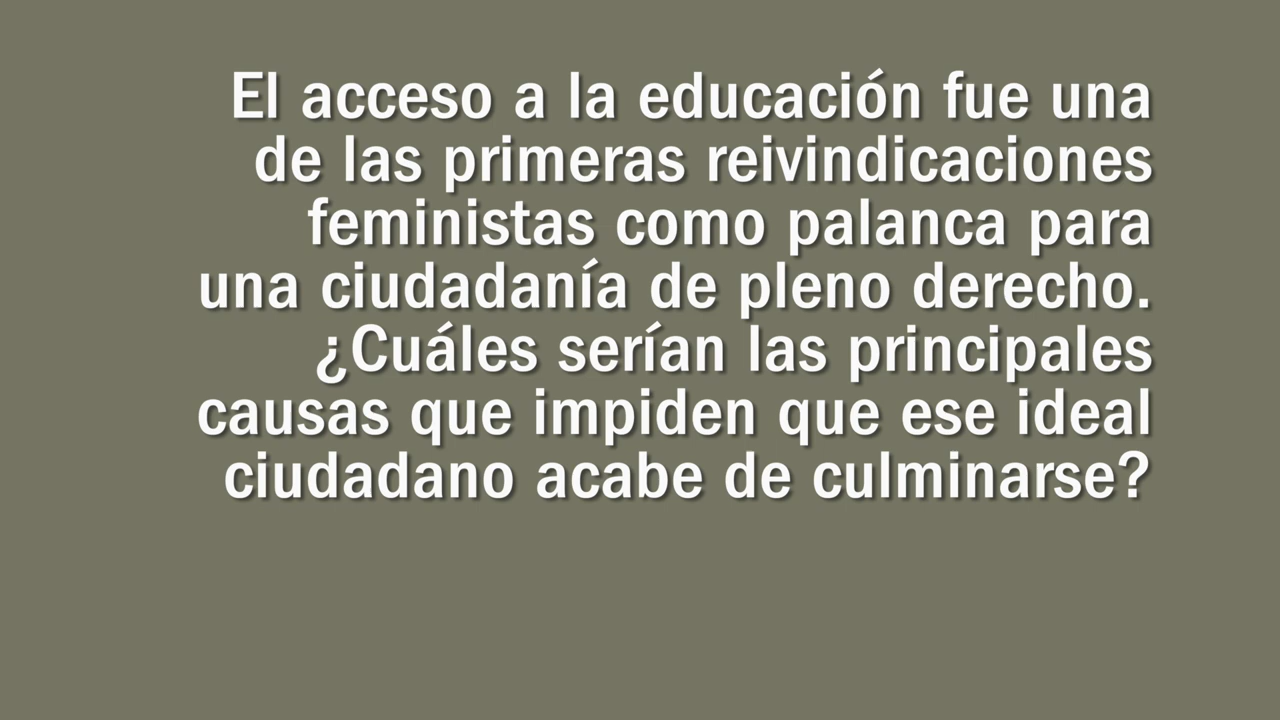 El acceso a la educación fue una
de las primeras reivindicaciones
feministas como palanca para
una ciudadanía de pleno derecho.
¿Cuáles serían las principales
causas que impiden que ese ideal
ciudadano acabe de culminarse?